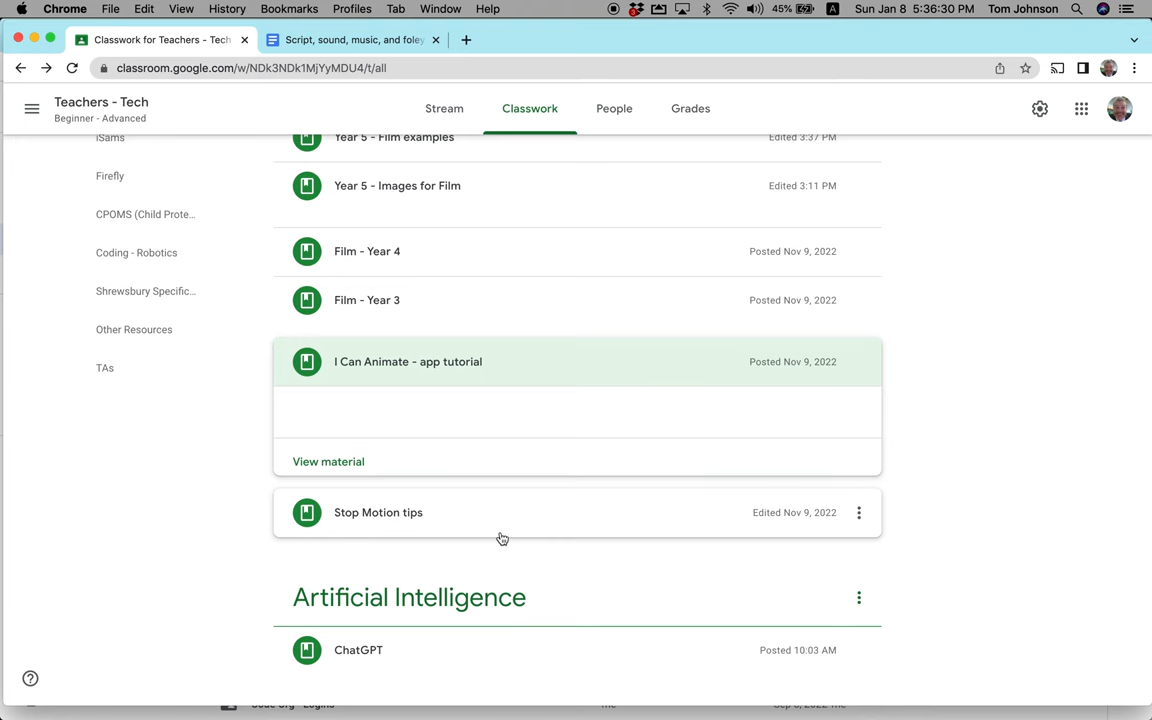 Chrome File Edit View History Bookmarks Profiles Tab Window Help 3 45% A Sun Jan 8 5:36:30 PM Tom Johnson
Classwork for Teachers - Tech Script, sound, music, and foley
classroom.google.com/w/NDk3NDk1MjYyMDU4/t/all
Teachers - Tech
Beginner - Advanced
Stream Classwork People Grades
iSams
Firefly
CPOMS (Child Prote...
Coding - Robotics
Shrewsbury Specific...
Other Resources
TAs
Year 5 - Film examples Edited 3:37 PM
Year 5 - Images for Film Edited 3:11 PM
Film - Year 4 Posted Nov 9, 2022
Film - Year 3 Posted Nov 9, 2022
I Can Animate - app tutorial Posted Nov 9, 2022
View material
Stop Motion tips Edited Nov 9, 2022
Artificial Intelligence
ChatGPT Posted 10:03 AM